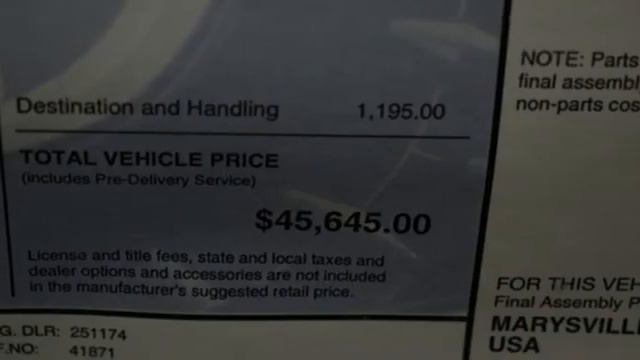 Destination and Handling 1,195.00
TOTAL VEHICLE PRICE
(includes Pre-Delivery Service)
$45,645.00
License and title fees, state and local taxes and
dealer options and accessories are not included
in the manufacturer's suggested retail price.
G. DLR: 251174
F.NO: 41871
NOTE: Parts
final assembly
non-parts cos
FOR THIS VEH
Final Assembly P
MARYSVILL
USA